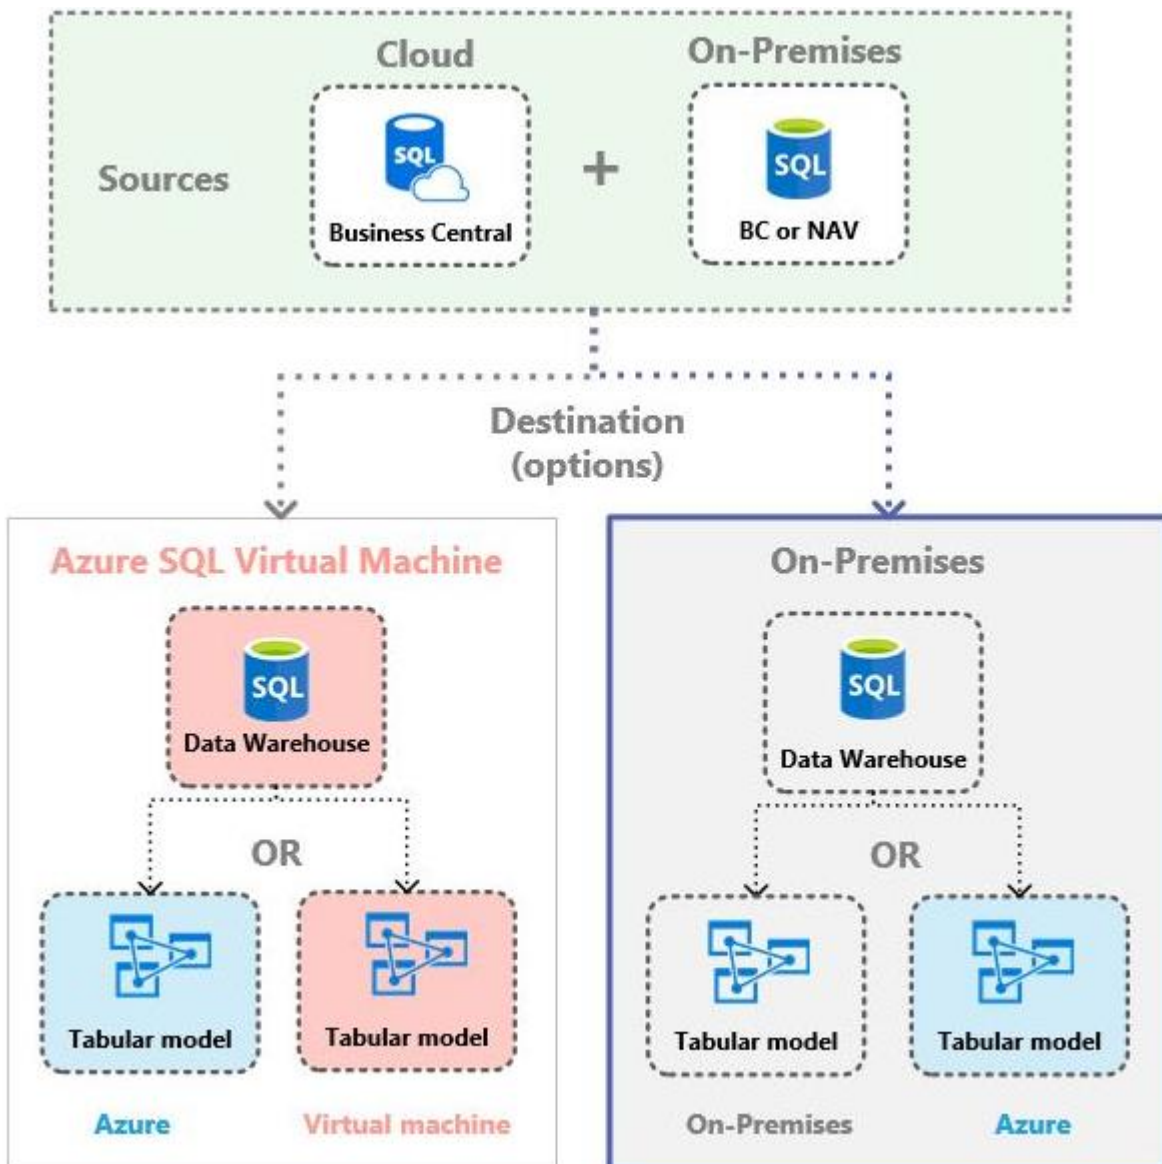 Cloud
On-Premises
Sources
SQL
Business Central
+
SQL
BC or NAV
Destination
(options)
Azure SQL Virtual Machine
SQL
Data Warehouse
OR
Tabular model
Tabular model
Azure
Virtual machine
On-Premises
SQL
Data Warehouse
OR
Tabular model
Tabular model
On-Premises
Azure